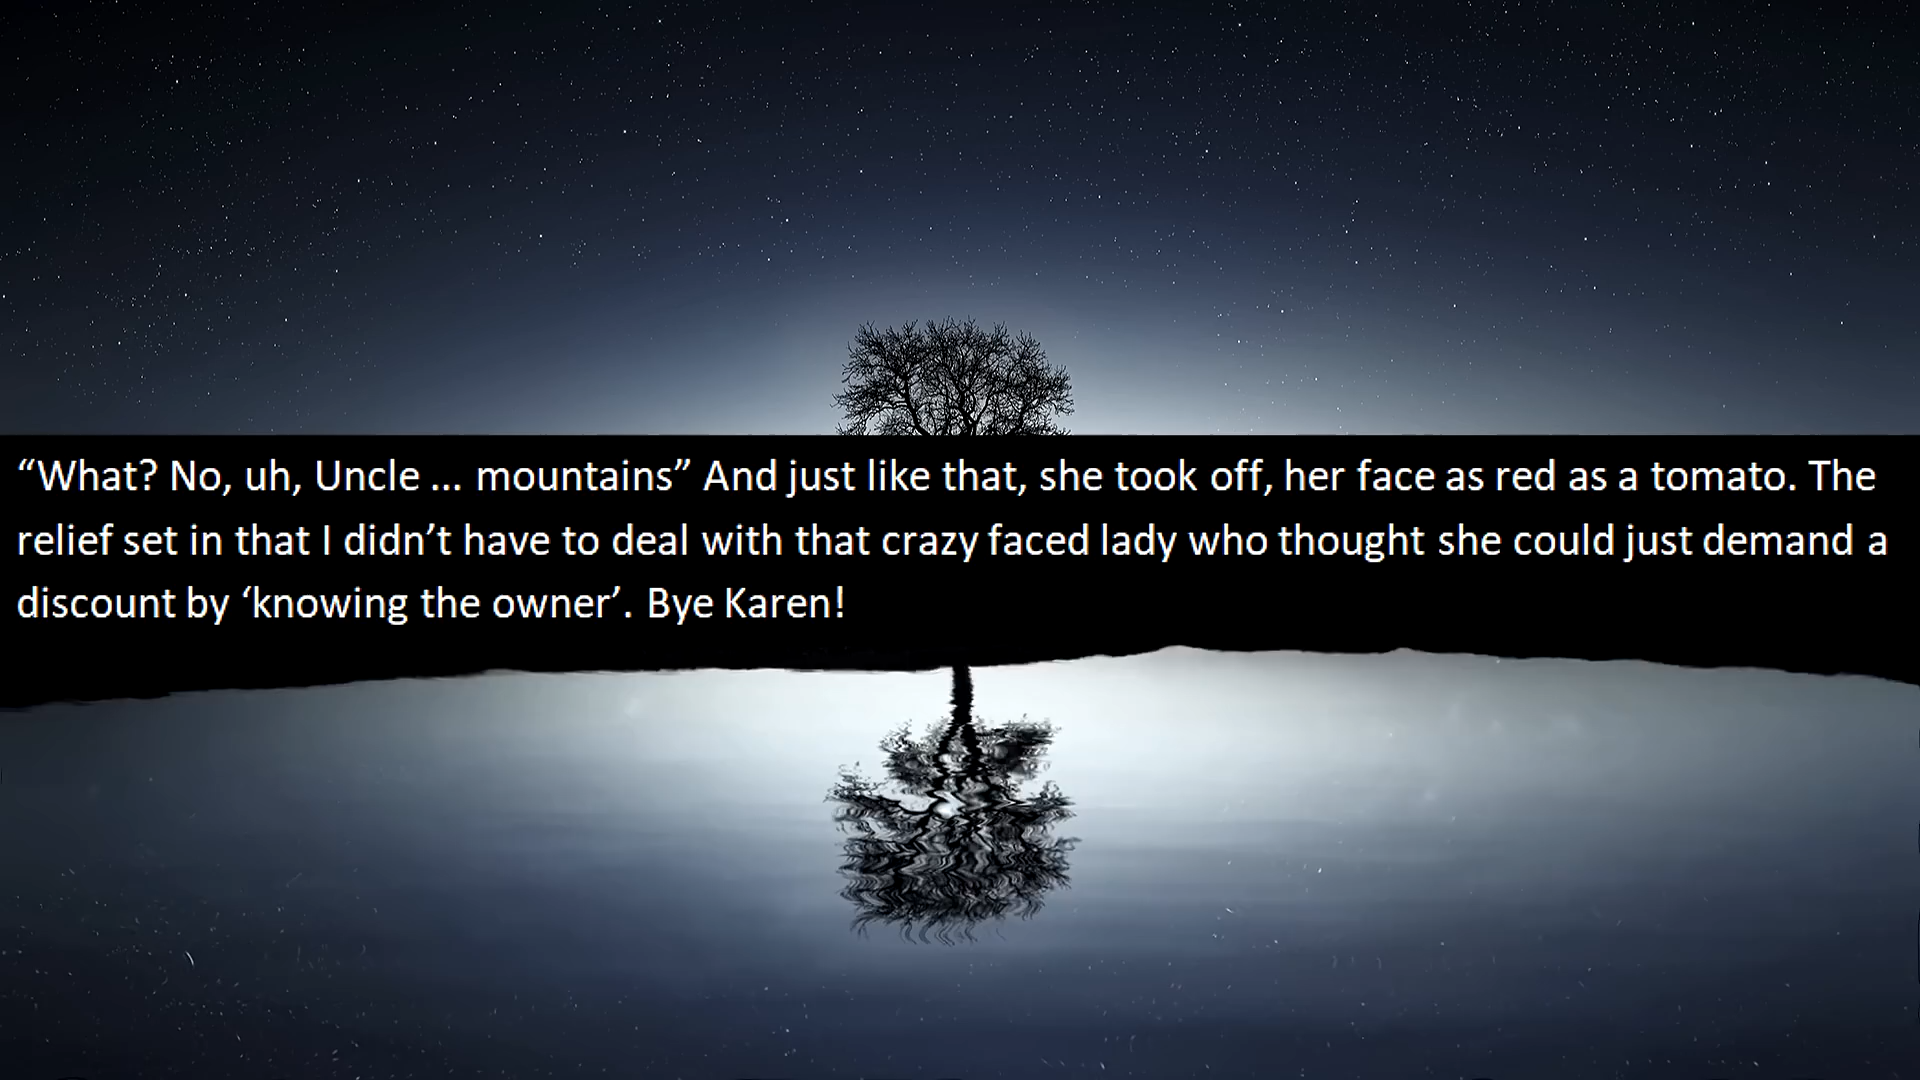 “What? No, uh, Uncle ... mountains” And just like that, she took off, her face as red as a tomato. The
relief set in that I didn’t have to deal with that crazy faced lady who thought she could just demand a
discount by ‘knowing the owner’. Bye Karen!